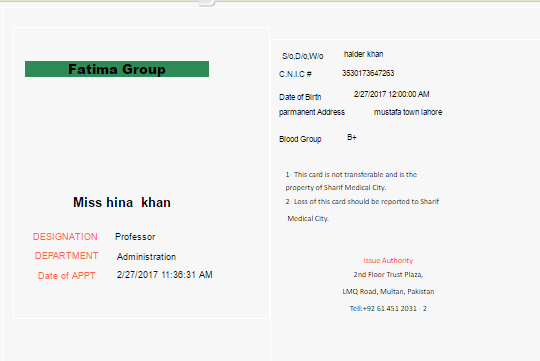 Fatima Group
Miss hina khan
DESIGNATION Professor
DEPARTMENT Administration
Date of APPT 2/27/2017 11:36:31 AM
S/o,D/o,W/o halder khan
C.N.I.C # 3530173647263
Date of Birth 2/27/2017 12:00:00 AM
parmanent Address mustafa town lahore
Blood Group B+
1- This card is not transferable and is the
property of Sharif Medical City.
2- Loss of this card should be reported to Sharif
Medical City.
Issue Authority
2nd Floor Trust Plaza,
LMQ Road, Multan, Pakistan
Tell:+92 61 451 2031 - 2